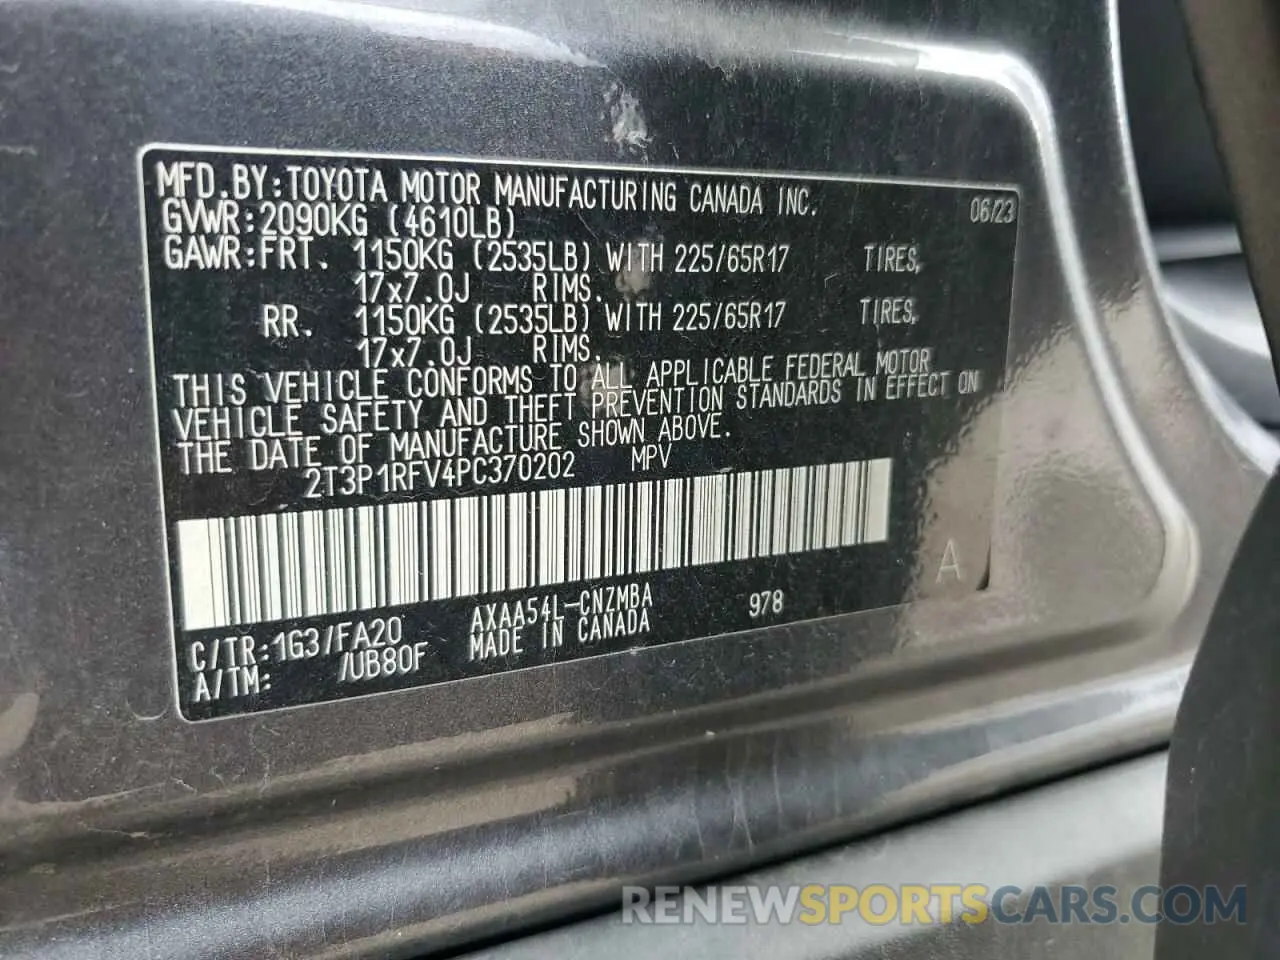 MFD.BY:TOYOTA MOTOR MANUFACTURING CANADA INC.
06/23
GVWR:2090KG (4610LB)
GAWR:FRT. 1150KG (2535LB) WITH 225/65R17 TIRES,
17x7.0J RIMS.
RR. 1150KG (2535LB) WITH 225/65R17 TIRES,
17x7.0J RIMS.
THIS VEHICLE CONFORMS TO ALL APPLICABLE FEDERAL MOTOR
VEHICLE SAFETY AND THEFT PREVENTION STANDARDS IN EFFECT ON
THE DATE OF MANUFACTURE SHOWN ABOVE.
2T3P1RFV4PC370202 MPV
A
C/TR:1G3/FA20 AXAA54L-CNZMBA 978
A/TM: /UB80F MADE IN CANADA
RENEWSPORTSCARS.COM